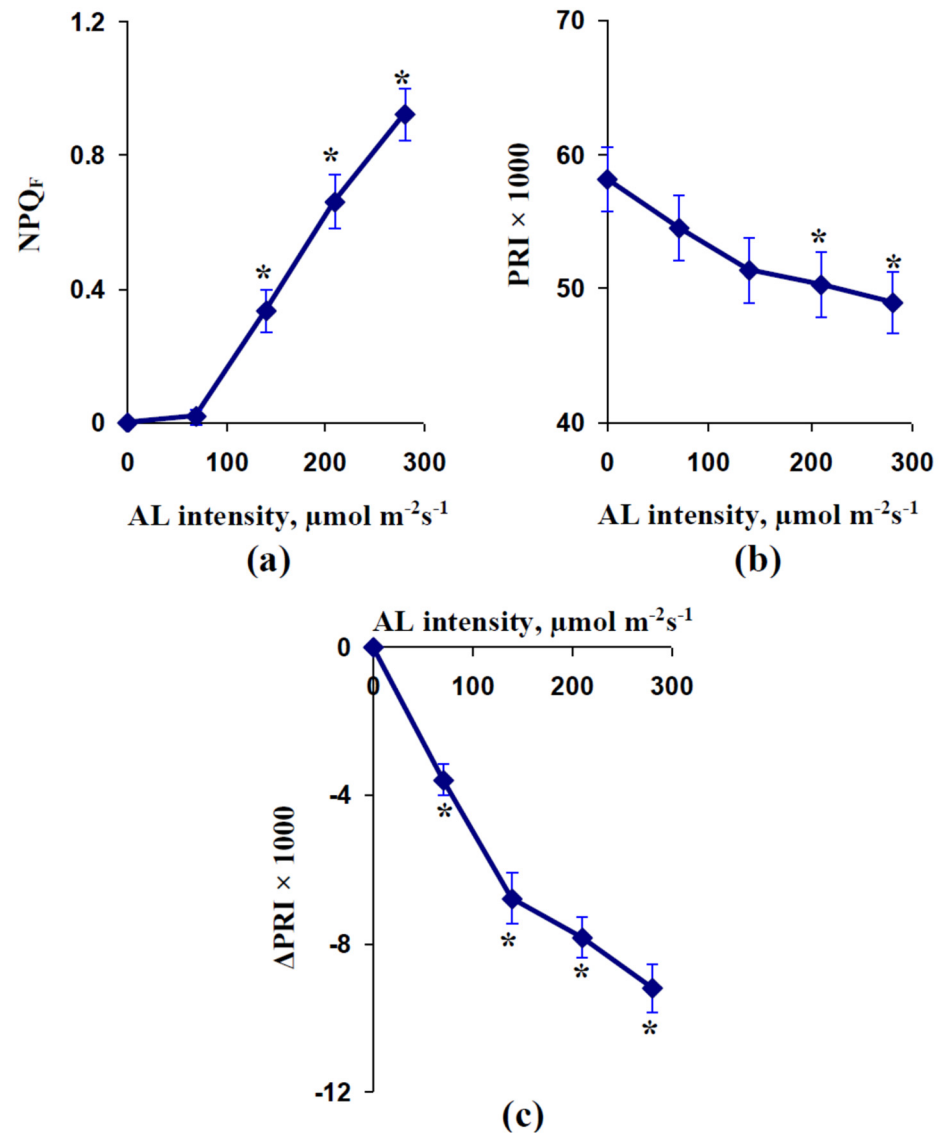 1.2
0.8
0.4
0
NPQF
* * *
0 100 200 300
AL intensity, µmol m-2s-1
(a)
70
60
50
40
PRI × 1000
* *
0 100 200 300
AL intensity, µmol m-2s-1
(b)
AL intensity, µmol m-2s-1
0
0 100 200 300
-4
-8
-12
ΔPRI × 1000
* * * *
(c)